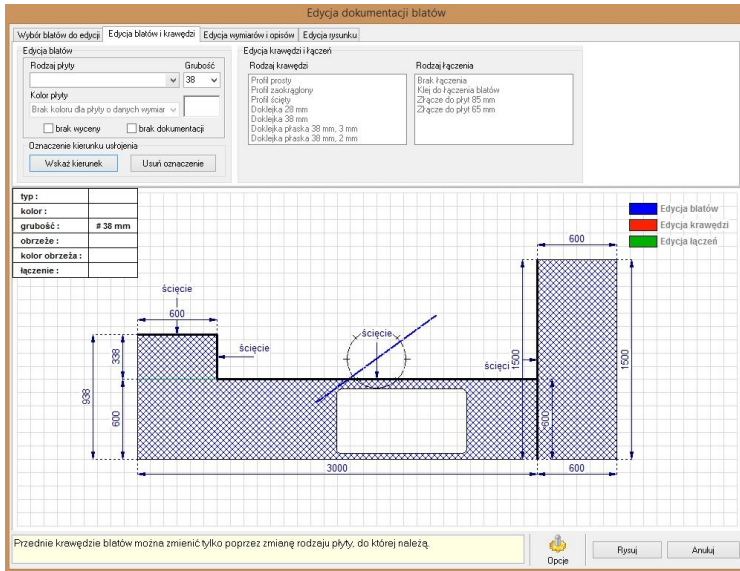 Edycja dokumentacji blatów
Wybór blatów do edycji
Edycja blatów i krawędzi
Edycja wymiarów i opisów
Edycja rysunku
Edycja blatów
Rodzaj płyty
Grubość
38
Kolor płyty
Brak koloru dla płyty o danych wymiar
brak wyceny
brak dokumentacji
Oznaczenie kierunku usłojenia
Wskaż kierunek
Usuń oznaczenie
Edycja krawędzi i łączeń
Rodzaj krawędzi
Profil prosty
Profil zaokrąglony
Profil ścięty
Doklejka 28 mm
Doklejka 38 mm
Doklejka płaska 38 mm, 3 mm
Doklejka płaska 38 mm, 2 mm
Rodzaj łączenia
Brak łączenia
Klej do łączenia blatów
Złącze do płyt 85 mm
Złącze do płyt 65 mm
typ :
kolor :
grubość : # 38 mm
obrzeże :
kolor obrzeża :
łączenie :
Edycja blatów
Edycja krawędzi
Edycja łączeń
600
ścięcie
600
ścięcie
ścięcie
ścięci
1500
1500
338
938
600
600
3000
600
Przednie krawędzie blatów można zmienić tylko poprzez zmianę rodzaju płyty, do której należą.
Opcje
Rysuj
Anuluj